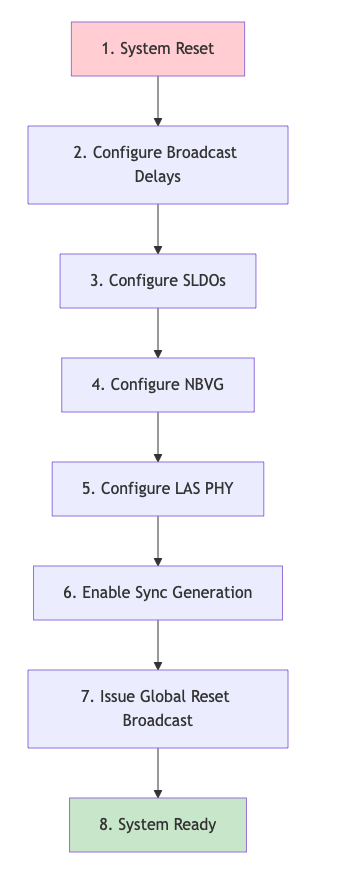 1. System Reset
2. Configure Broadcast
Delays
3. Configure SLDOs
4. Configure NBVG
5. Configure LAS PHY
6. Enable Sync Generation
7. Issue Global Reset
Broadcast
8. System Ready